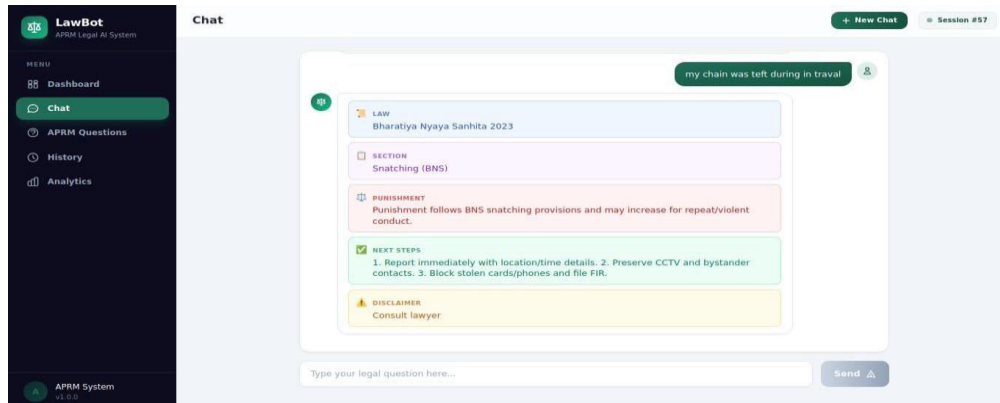 LawBot
APRM Legal AI System
MENU
Dashboard
Chat
APRM Questions
History
Analytics
APRM System
v1.0.0
Chat
+ New Chat
Session #57
my chain was teft during in traval
LAW
Bharatiya Nyaya Sanhita 2023
SECTION
Snatching (BNS)
PUNISHMENT
Punishment follows BNS snatching provisions and may increase for repeat/violent
conduct.
NEXT STEPS
1. Report immediately with location/time details. 2. Preserve CCTV and bystander
contacts. 3. Block stolen cards/phones and file FIR.
DISCLAIMER
Consult lawyer
Type your legal question here...
Send
A